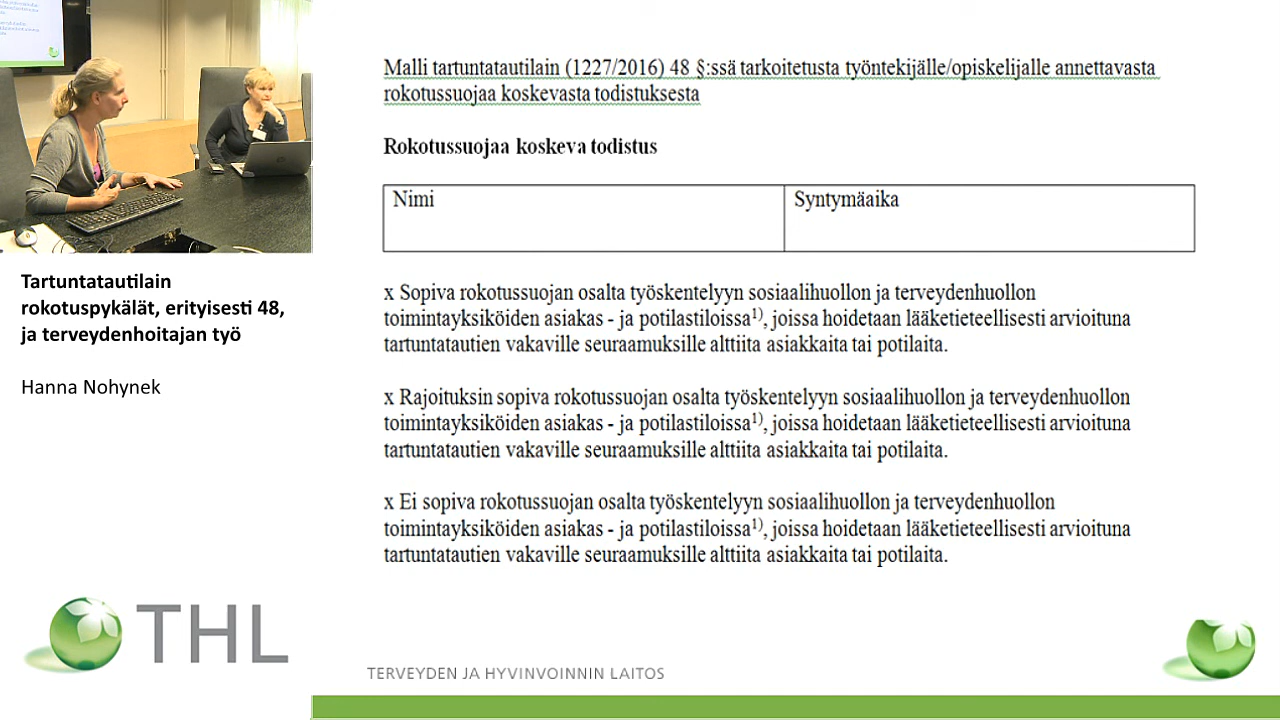 Tartuntatautilain
rokotuspykälät, erityisesti 48,
ja terveydenhoitajan työ
Hanna Nohynek
THL
Malli tartuntatautilain (1227/2016) 48 §:ssä tarkoitetusta työntekijälle/opiskelijalle annettavasta
rokotussuojaa koskevasta todistuksesta
Rokotussuojaa koskeva todistus
Nimi
Syntymäaika
x Sopiva rokotussuojan osalta työskentelyyn sosiaalihuollon ja terveydenhuollon
toimintayksiköiden asiakas - ja potilastiloissa1), joissa hoidetaan lääketieteellisesti arvioituna
tartuntatautien vakaville seuraamuksille alttiita asiakkaita tai potilaita.
x Rajoituksin sopiva rokotussuojan osalta työskentelyyn sosiaalihuollon ja terveydenhuollon
toimintayksiköiden asiakas - ja potilastiloissa1), joissa hoidetaan lääketieteellisesti arvioituna
tartuntatautien vakaville seuraamuksille alttiita asiakkaita tai potilaita.
x Ei sopiva rokotussuojan osalta työskentelyyn sosiaalihuollon ja terveydenhuollon
toimintayksiköiden asiakas - ja potilastiloissa1), joissa hoidetaan lääketieteellisesti arvioituna
tartuntatautien vakaville seuraamuksille alttiita asiakkaita tai potilaita.
TERVEYDEN JA HYVINVOINNIN LAITOS